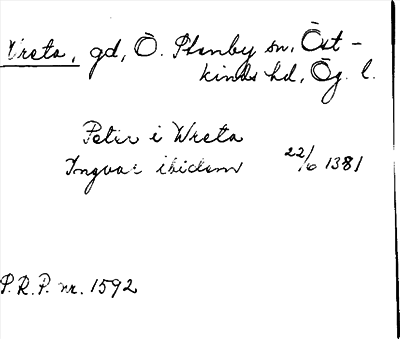 Vreta, gd, Ö. Stenby sn, Öst-
kinds hd, Ög. l.
Peter i Wreta
Ingvar ibidem 22/6 1381
P.R.P. nr. 1592